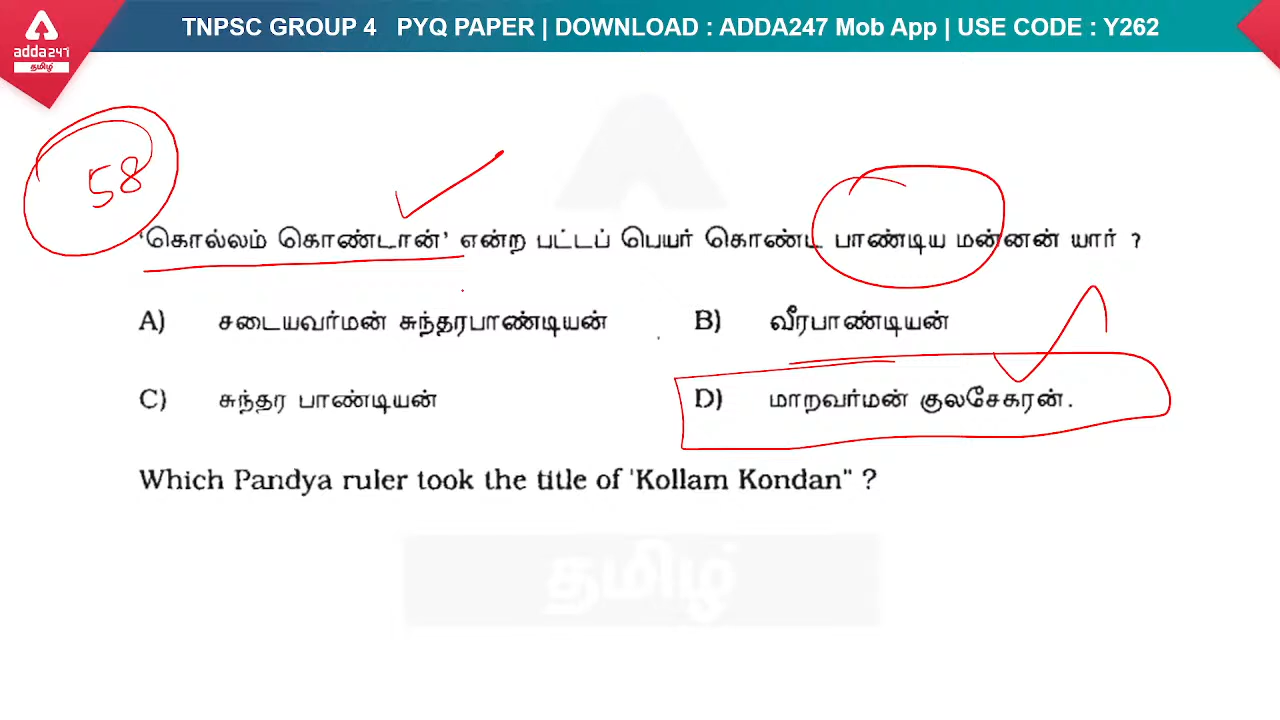 TNPSC GROUP 4 PYQ PAPER | DOWNLOAD : ADDA247 Mob App | USE CODE : Y262
adda247
தமிழ்
58
'கொல்லம் கொண்டான்' என்ற பட்டப் பெயர் கொண்ட பாண்டிய மன்னன் யார் ?
A) சடையவர்மன் சுந்தரபாண்டியன் B) வீரபாண்டியன்
C) சுந்தர பாண்டியன் D) மாறவர்மன் குலசேகரன்.
Which Pandya ruler took the title of 'Kollam Kondan" ?
தமிழ்